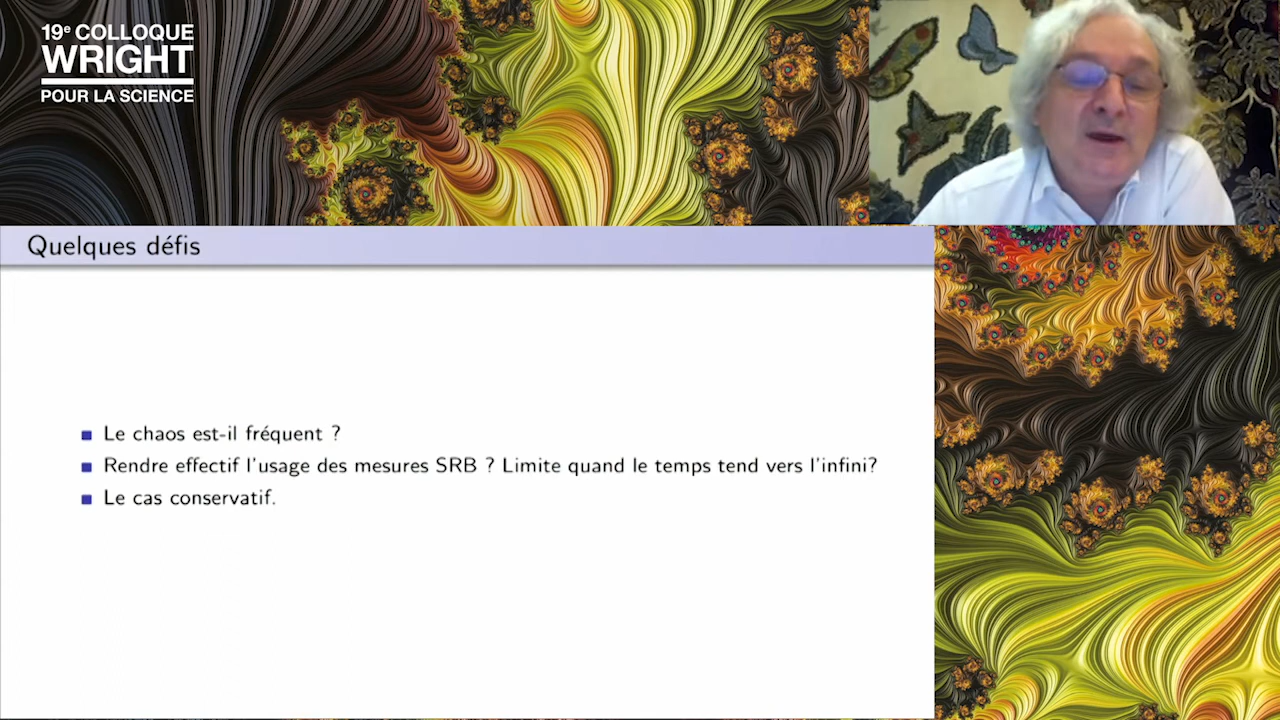 19e COLLOQUE
WRIGHT
POUR LA SCIENCE
Quelques défis
Le chaos est-il fréquent ?
Rendre effectif l'usage des mesures SRB ? Limite quand le temps tend vers l'infini?
Le cas conservatif.